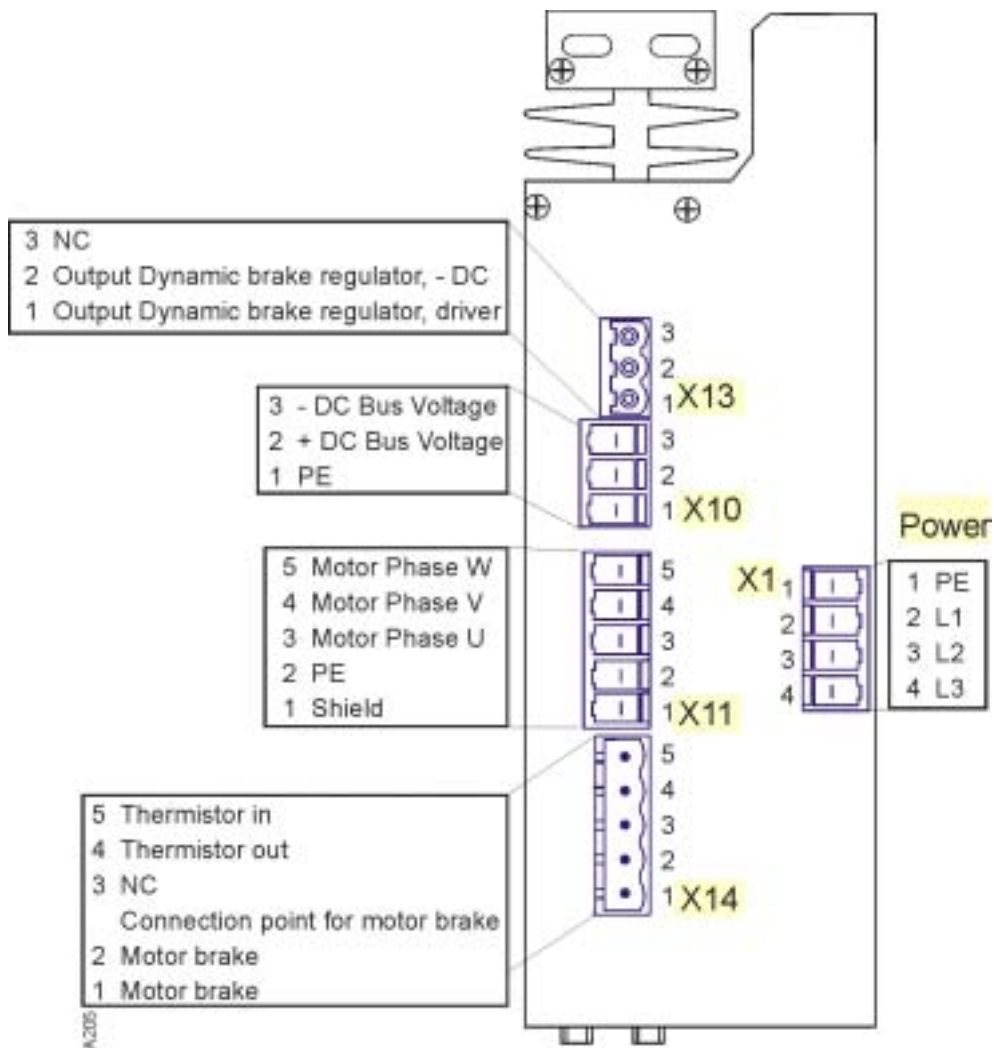 3 NC
2 Output Dynamic brake regulator, - DC
1 Output Dynamic brake regulator, driver
3
2
1 X13
3 - DC Bus Voltage
2 + DC Bus Voltage
1 PE
3
2
1 X10
Power
5 Motor Phase W
4 Motor Phase V
3 Motor Phase U
2 PE
1 Shield
5
4
3
2
1 X11
X1 1
2
3
4
1 PE
2 L1
3 L2
4 L3
5 Thermistor in
4 Thermistor out
3 NC
Connection point for motor brake
2 Motor brake
1 Motor brake
5
4
3
2
1 X14
A205